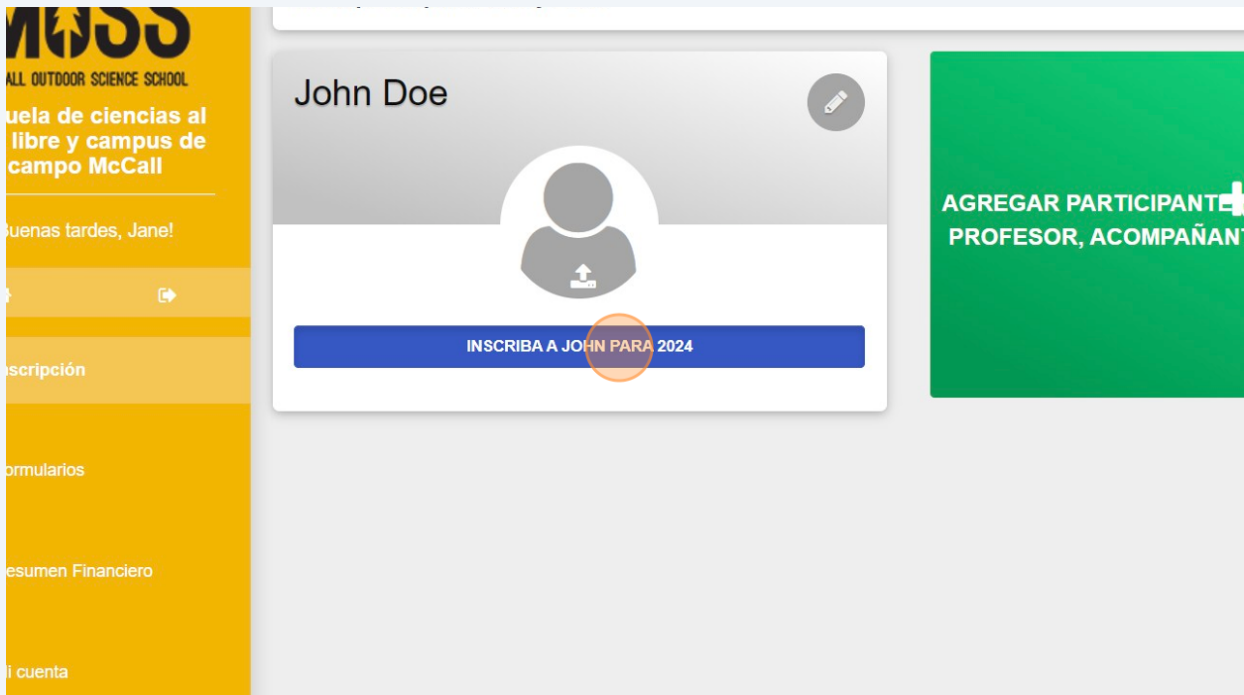 MOSS
ALL OUTDOOR SCIENCE SCHOOL
uela de ciencias al
libre y campus de
campo McCall
Buenas tardes, Jane!
Inscripción
ormularios
esumen Financiero
i cuenta
John Doe
INSCRIBA A JOHN PARA 2024
AGREGAR PARTICIPANTE
PROFESOR, ACOMPAÑANT